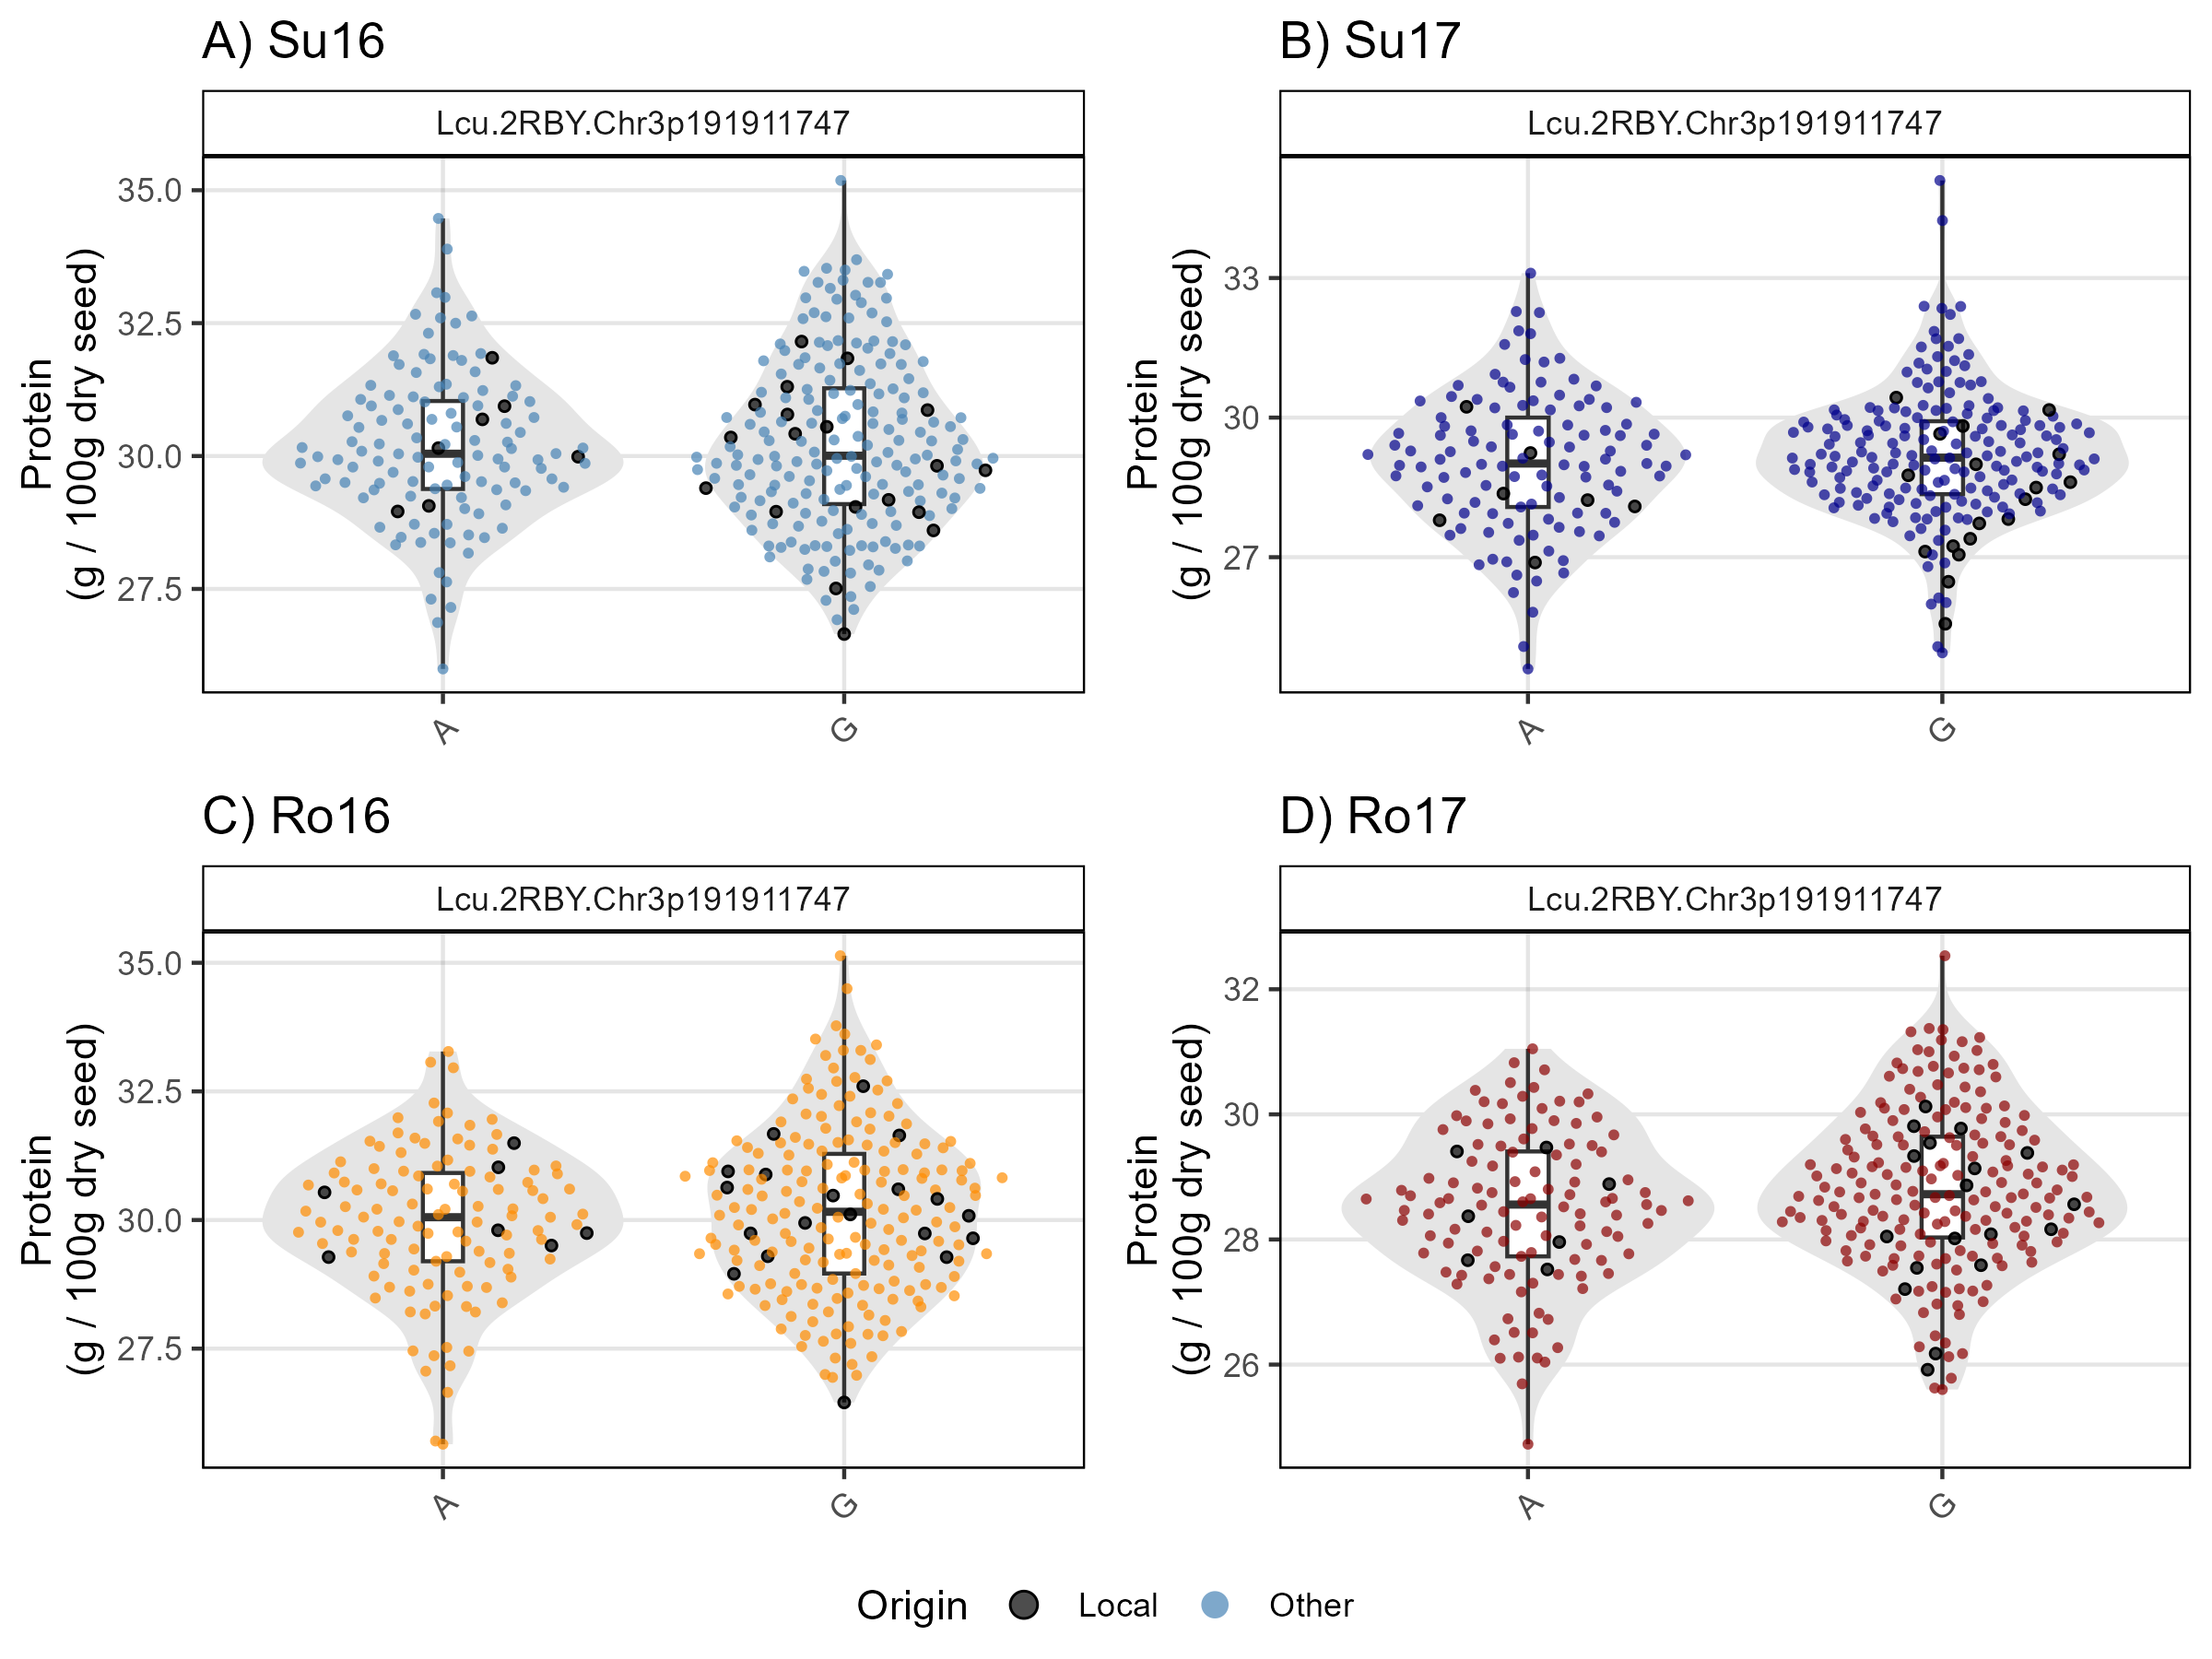 A) Su16
Lcu.2RBY.Chr3p191911747
Protein
(g / 100g dry seed)
35.0
32.5
30.0
27.5
A
G
B) Su17
Lcu.2RBY.Chr3p191911747
Protein
(g / 100g dry seed)
33
30
27
A
G
C) Ro16
Lcu.2RBY.Chr3p191911747
Protein
(g / 100g dry seed)
35.0
32.5
30.0
27.5
A
G
D) Ro17
Lcu.2RBY.Chr3p191911747
Protein
(g / 100g dry seed)
32
30
28
26
A
G
Origin Local Other